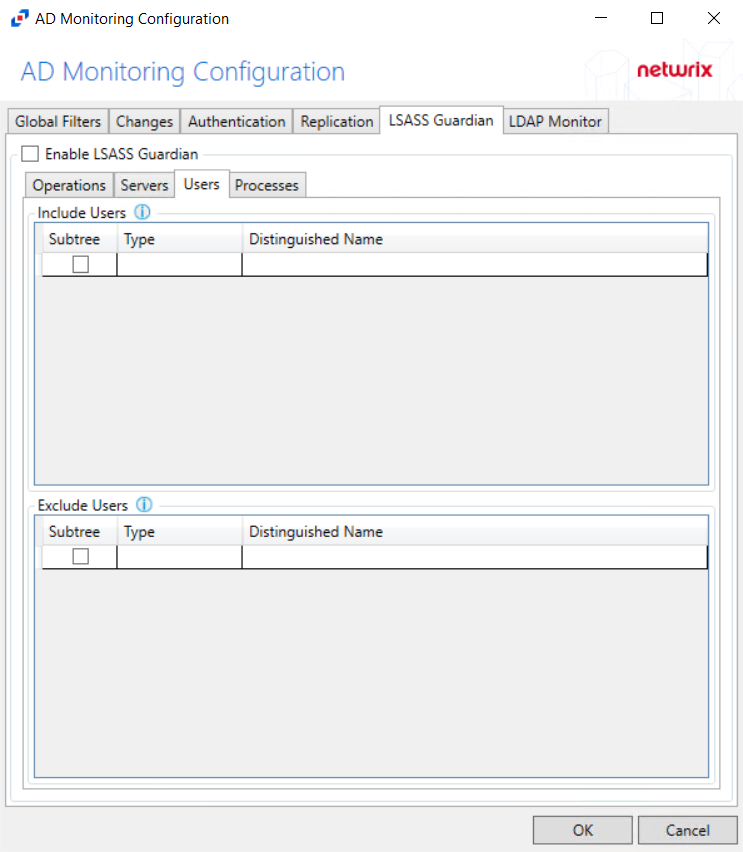 AD Monitoring Configuration
AD Monitoring Configuration
netwrix
Global Filters Changes Authentication Replication LSASS Guardian LDAP Monitor
Enable LSASS Guardian
Operations Servers Users Processes
Include Users
Subtree Type Distinguished Name
Exclude Users
Subtree Type Distinguished Name
OK Cancel